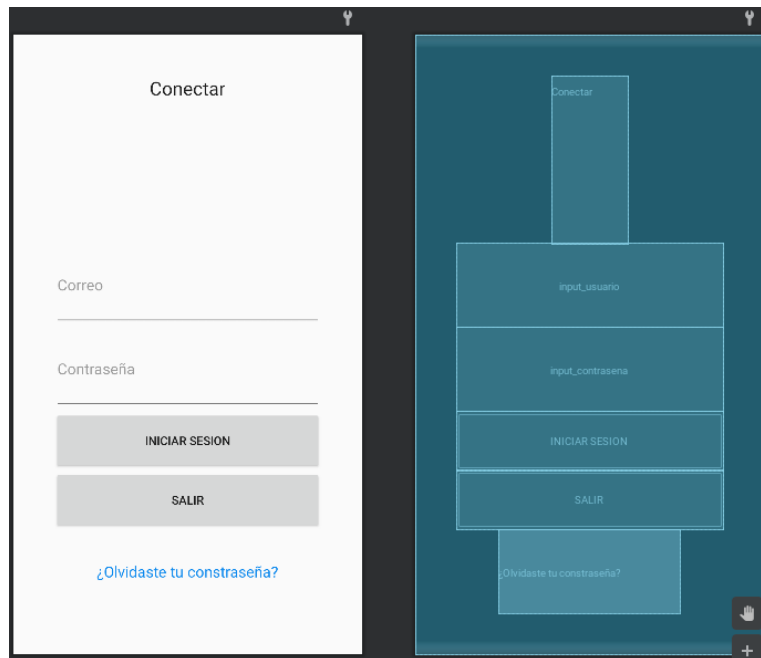 Conectar
Correo
Contraseña
INICIAR SESION
SALIR
¿Olvidaste tu constraseña?
Conectar
input_usuario
input_contrasena
INICIAR SESION
SALIR
¿Olvidaste tu constraseña?